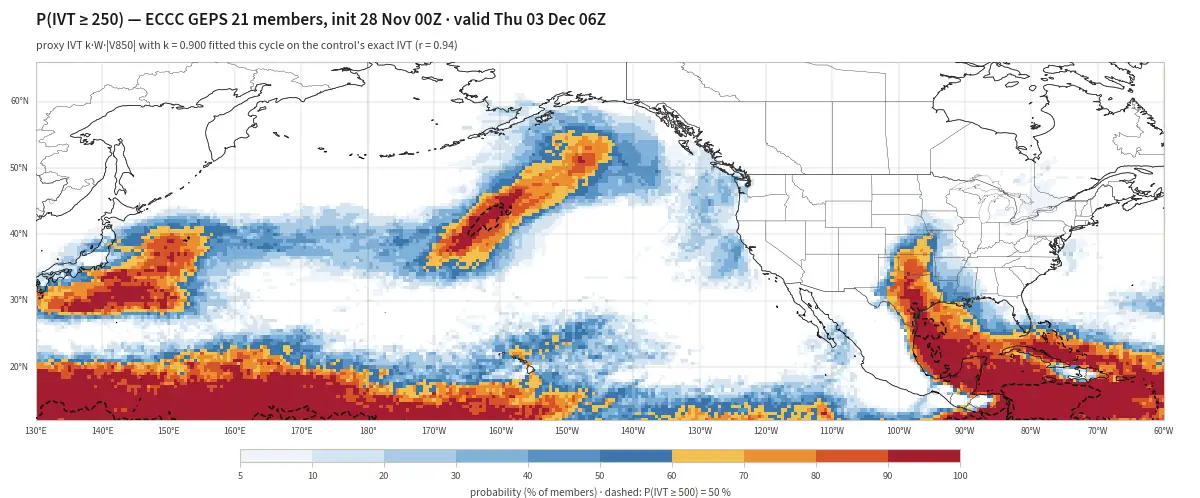 P(IVT ≥ 250) — ECCC GEPS 21 members, init 28 Nov 00Z · valid Thu 03 Dec 06Z
proxy IVT k·W·|V850| with k = 0.900 fitted this cycle on the control's exact IVT (r = 0.94)
60°N
50°N
40°N
30°N
20°N
130°E 140°E 150°E 160°E 170°E 180° 170°W 160°W 150°W 140°W 130°W 120°W 110°W 100°W 90°W 80°W 70°W 60°W
5 10 20 30 40 50 60 70 80 90 100
probability (% of members) · dashed: P(IVT ≥ 500) = 50 %